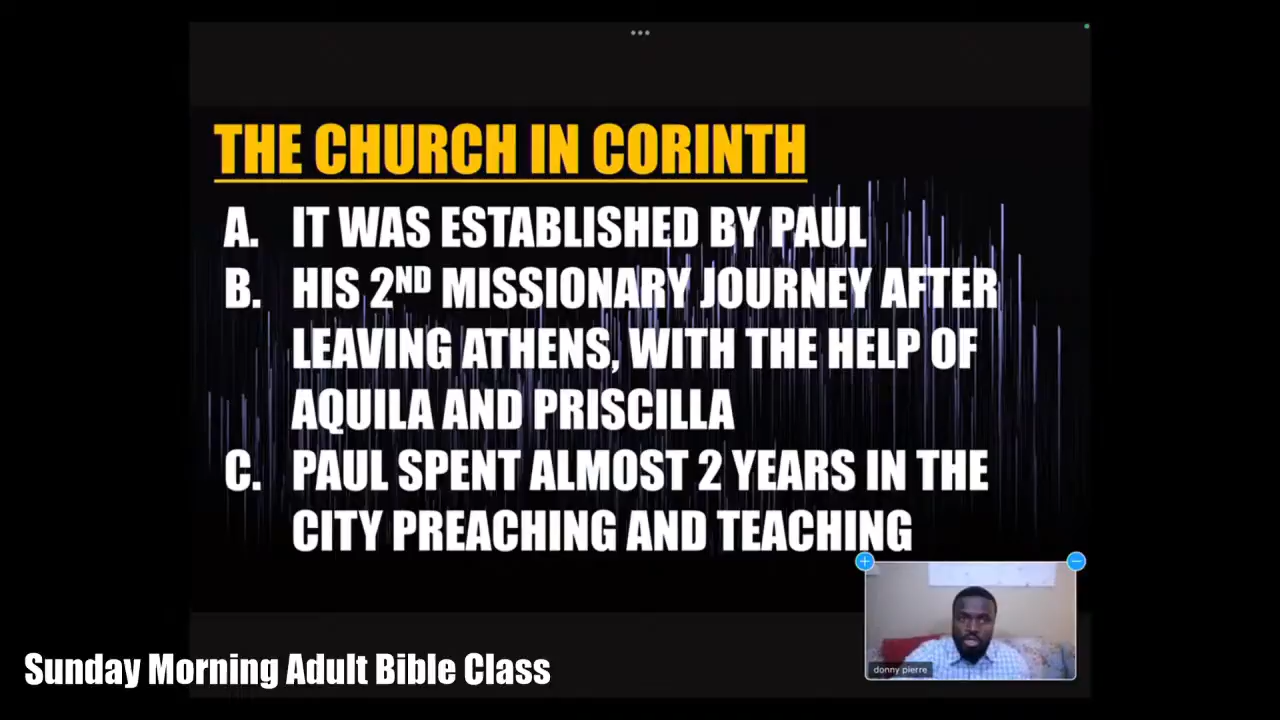 THE CHURCH IN CORINTH
A. IT WAS ESTABLISHED BY PAUL
B. HIS 2ND MISSIONARY JOURNEY AFTER
LEAVING ATHENS, WITH THE HELP OF
AQUILA AND PRISCILLA
C. PAUL SPENT ALMOST 2 YEARS IN THE
CITY PREACHING AND TEACHING
donny pierre
Sunday Morning Adult Bible Class